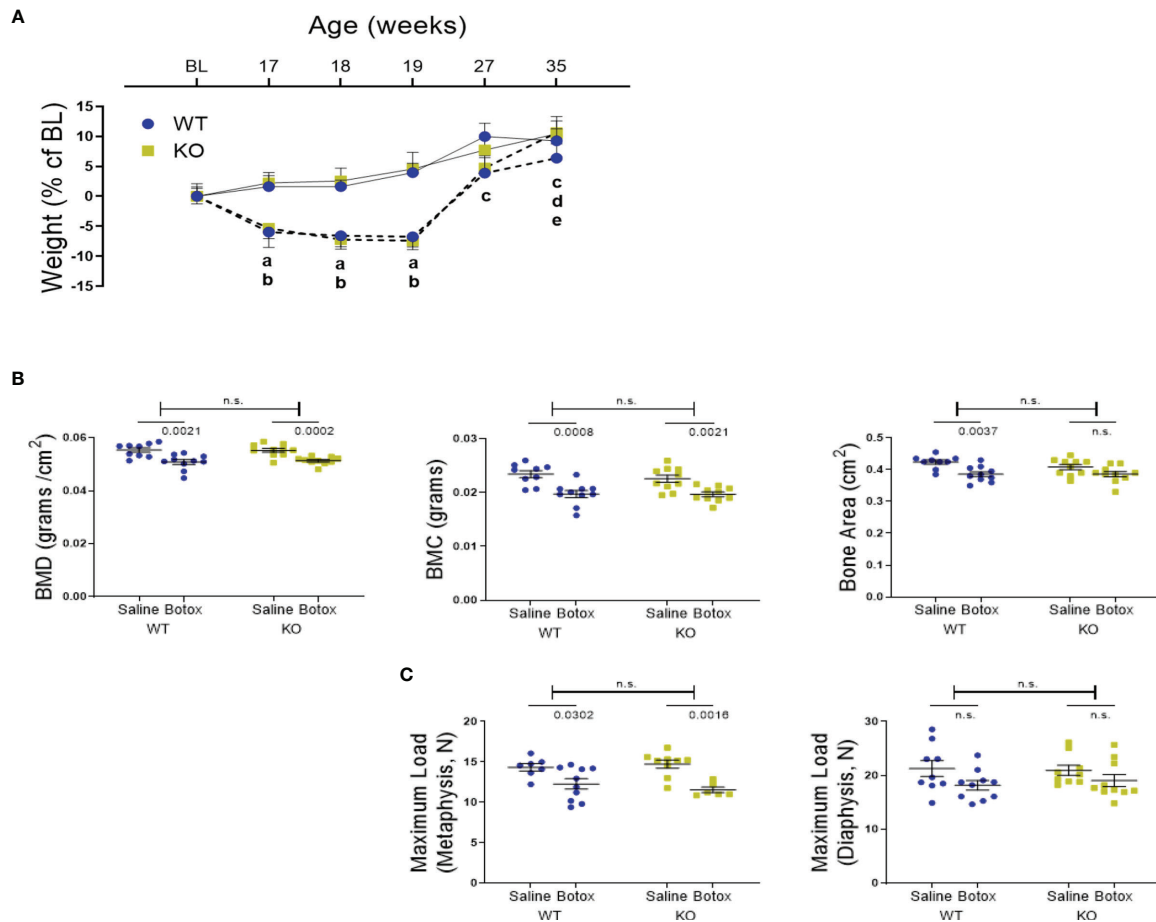 A
Age (weeks)
BL 17 18 19 27 35
Weight (% cf BL)
15
10
5
0
-5
-10
-15
WT
KO
a
b
a
b
a
b
c
c
d
e
B
n.s.
0.0021 0.0002
BMD (grams /cm²)
0.06
0.04
0.02
0.00
Saline Botox Saline Botox
WT KO
n.s.
0.0008 0.0021
BMC (grams)
0.03
0.02
0.01
0.00
Saline Botox Saline Botox
WT KO
n.s.
0.0037 n.s.
Bone Area (cm²)
0.5
0.4
0.3
0.2
0.1
0.0
Saline Botox Saline Botox
WT KO
C
n.s.
0.0302 0.0016
Maximum Load
(Metaphysis, N)
20
15
10
5
0
Saline Botox Saline Botox
WT KO
n.s.
n.s. n.s.
Maximum Load
(Diaphysis, N)
30
20
10
0
Saline Botox Saline Botox
WT KO